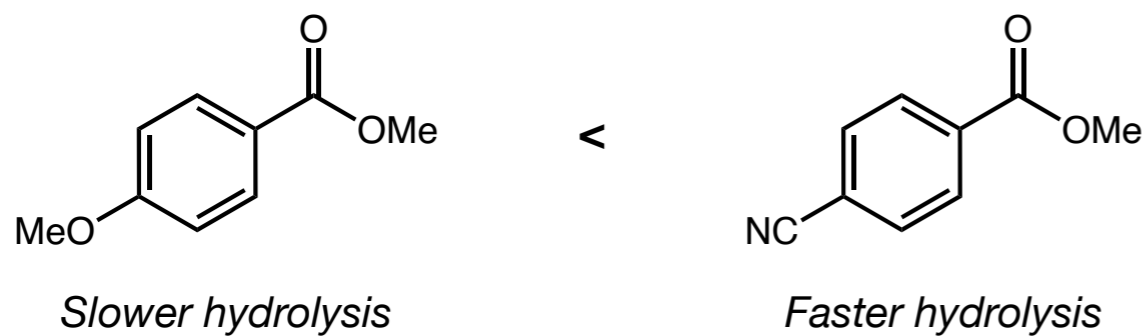 O
OMe
MeO
Slower hydrolysis
<
O
OMe
NC
Faster hydrolysis